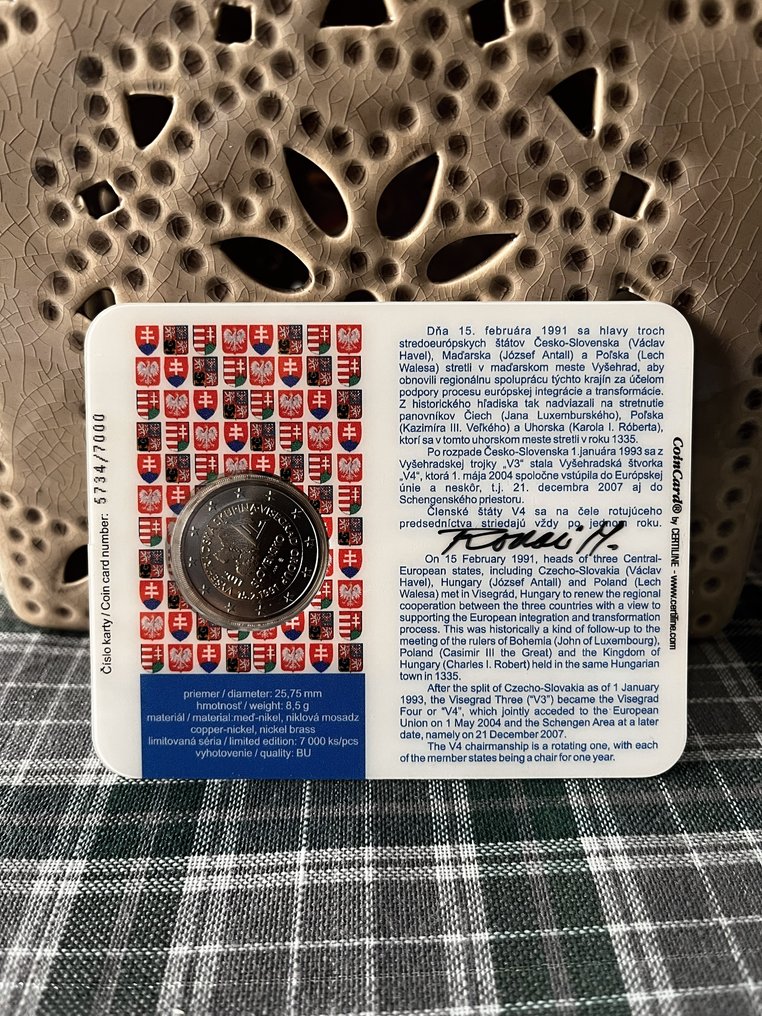 Číslo karty / Coin card number: 5734/7000
priemer / diameter: 25,75 mm
hmotnosť / weight: 8,5 g
materiál / material:meď-nikel, niklová mosadz
copper-nickel, nickel brass
limitovaná séria / limited edition: 7 000 ks/pcs
vyhotovenie / quality: BU
Dňa 15. februára 1991 sa hlavy troch
stredoeurópskych štátov Česko-Slovenska (Václav
Havel), Maďarska (József Antall) a Poľska (Lech
Walesa) stretli v maďarskom meste Vyšehrad, aby
obnovili regionálnu spoluprácu týchto krajín za účelom
podpory procesu európskej integrácie a transformácie.
Z historického hľadiska tak nadviazali na stretnutie
panovníkov Čiech (Jana Luxemburského), Poľska
(Kazimíra III. Veľkého) a Uhorska (Karola I. Róberta),
ktorí sa v tomto uhorskom meste stretli v roku 1335.
Po rozpade Česko-Slovenska 1.januára 1993 sa z
Vyšehradskej trojky „V3“ stala Vyšehradská štvorka
„V4“, ktorá 1. mája 2004 spoločne vstúpila do Európskej
únie a neskôr, t.j. 21. decembra 2007 aj do
Schengenského priestoru.
Členské štáty V4 sa na čele rotujúceho
predsedníctva striedajú vždy po jednom roku.
On 15 February 1991, heads of three Central-
European states, including Czecho-Slovakia (Václav
Havel), Hungary (József Antall) and Poland (Lech
Walesa) met in Visegrád, Hungary to renew the regional
cooperation between the three countries with a view to
supporting the European integration and transformation
process. This was historically a kind of follow-up to the
meeting of the rulers of Bohemia (John of Luxembourg),
Poland (Casimir III the Great) and the Kingdom of
Hungary (Charles I. Robert) held in the same Hungarian
town in 1335.
After the split of Czecho-Slovakia as of 1 January
1993, the Visegrad Three ("V3") became the Visegrad
Four or "V4", which jointly acceded to the European
Union on 1 May 2004 and the Schengen Area at a later
date, namely on 21 December 2007.
The V4 chairmanship is a rotating one, with each
of the member states being a chair for one year.
CoinCard® by CERTILINE - www.certiline.com